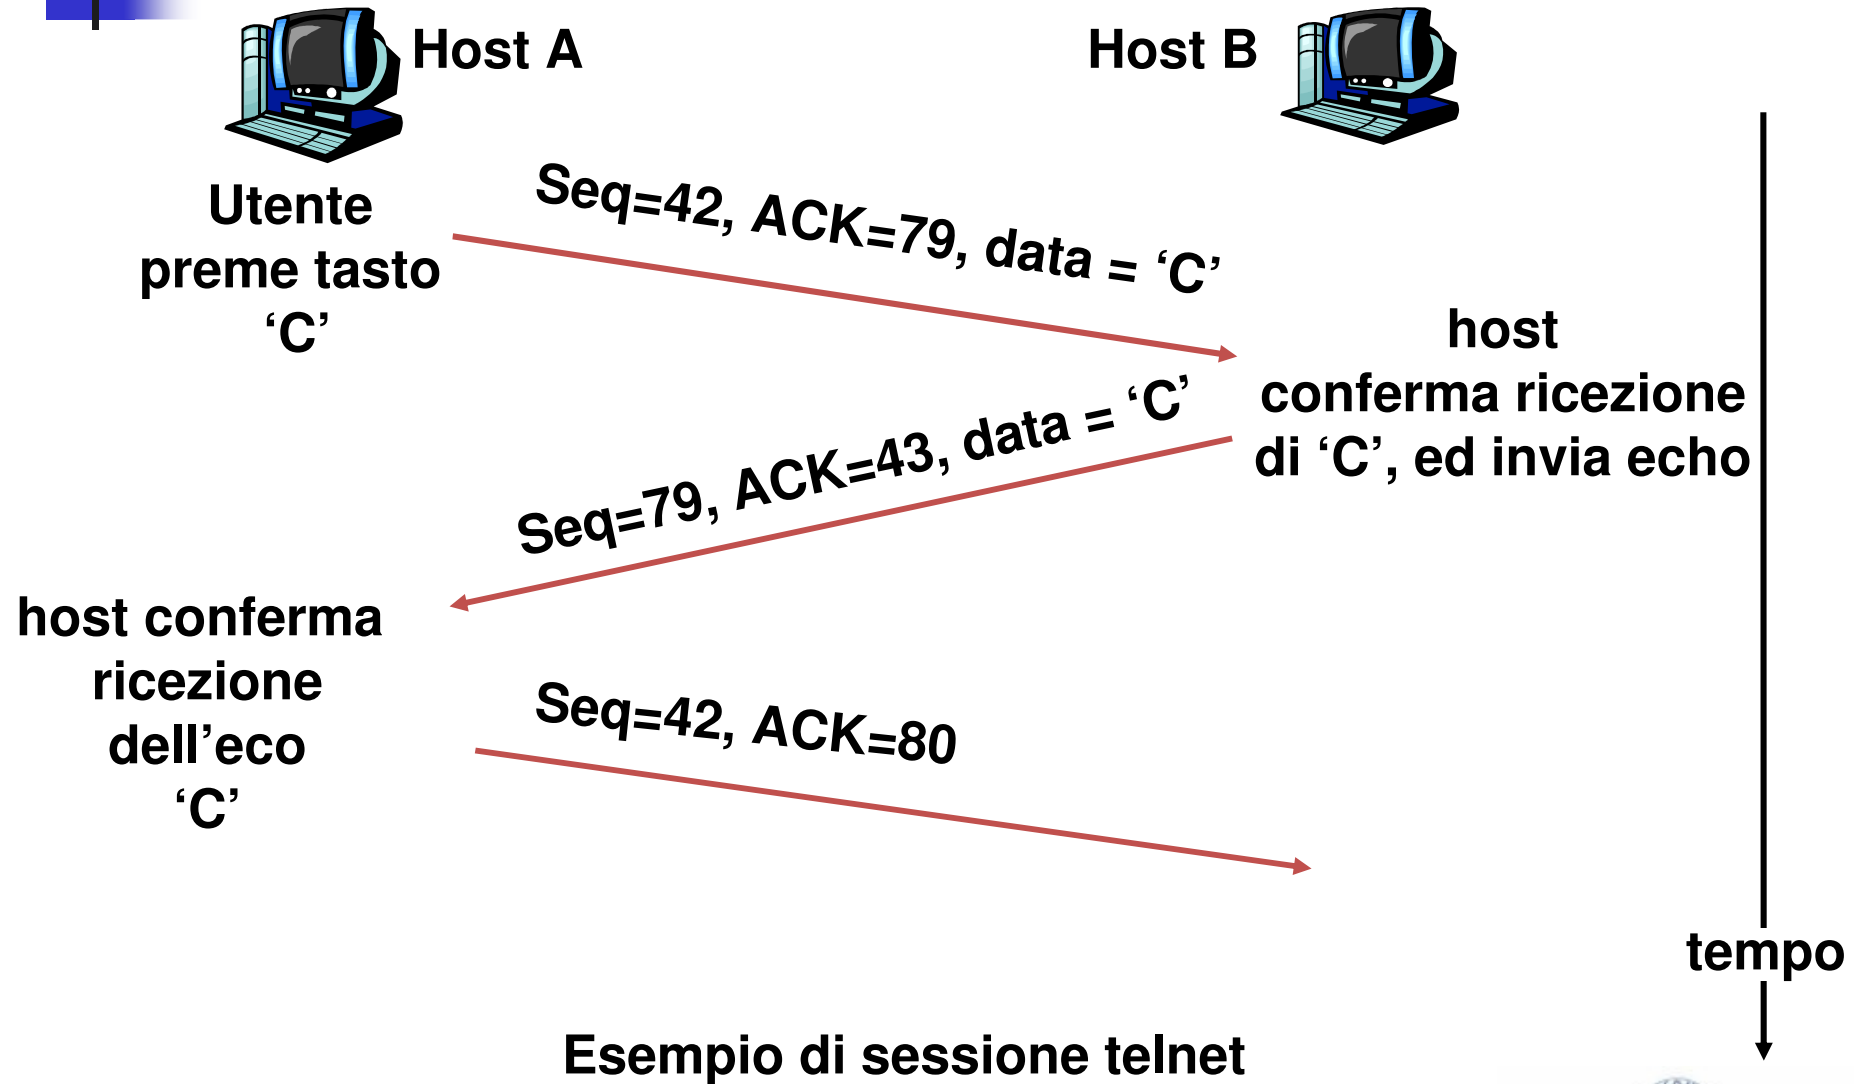 Host A
Host B
Utente
preme tasto
‘C’
Seq=42, ACK=79, data = ‘C’
host
conferma ricezione
di ‘C’, ed invia echo
Seq=79, ACK=43, data = ‘C’
host conferma
ricezione
dell’eco
‘C’
Seq=42, ACK=80
tempo
Esempio di sessione telnet